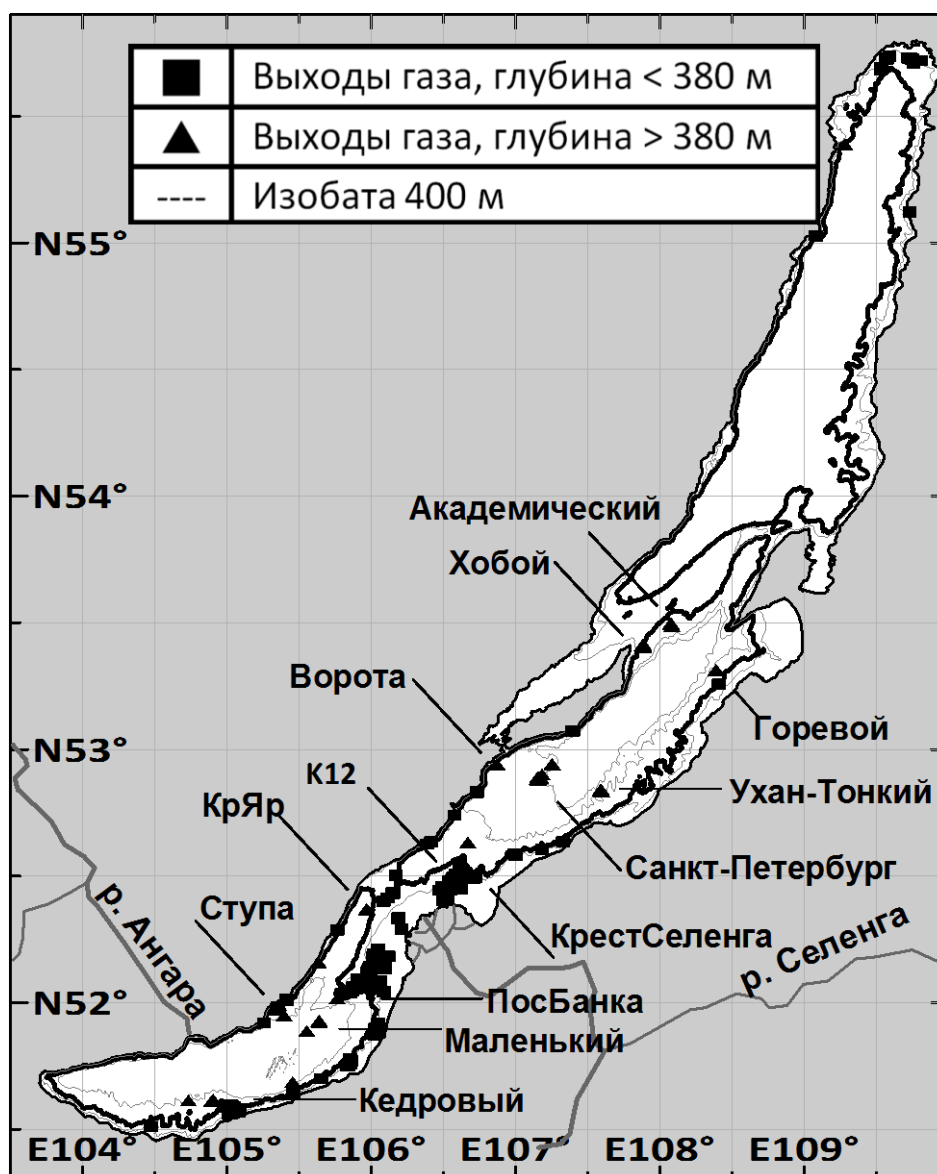 Выходы газа, глубина < 380 м
Выходы газа, глубина > 380 м
Изобата 400 м
N55°
N54°
Академический
Хобой
Ворота
Горевой
N53°
К12
Ухан-Тонкий
КрЯр
Санкт-Петербург
Ступа
р. Ангара
КрестСеленга
р. Селенга
N52°
ПосБанка
Маленький
Кедровый
E104° E105° E106° E107° E108° E109°